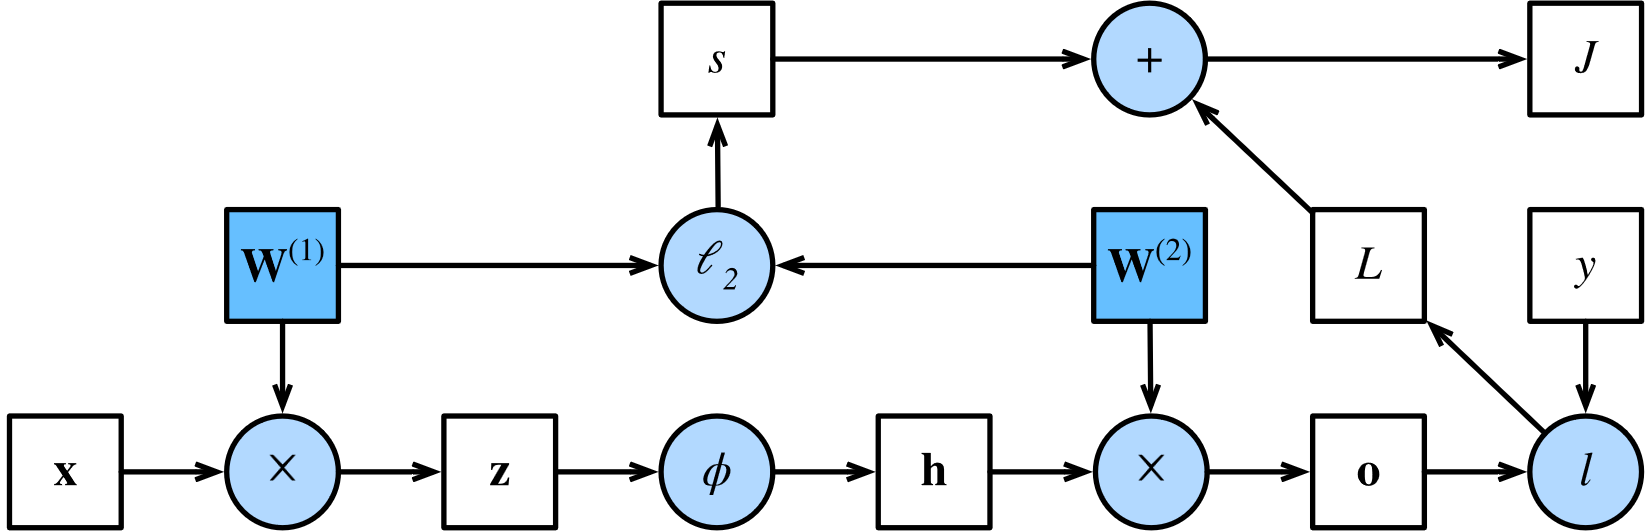 s + J
W(1) ℓ2 W(2) L y
x × z ϕ h × o l